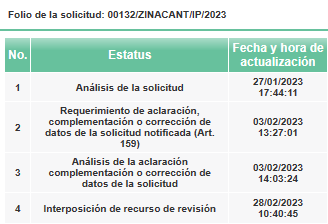 Folio de la solicitud: 00132/ZINACANT/IP/2023
No. Estatus Fecha y hora de
actualización
1 Análisis de la solicitud 27/01/2023
17:44:11
Requerimiento de aclaración,
2 complementación o corrección de 03/02/2023
datos de la solicitud notificada (Art. 13:27:01
159)
Análisis de la aclaración
3 complementación o corrección de 03/02/2023
datos de la solicitud 14:03:24
4 Interposición de recurso de revisión 28/02/2023
10:40:45